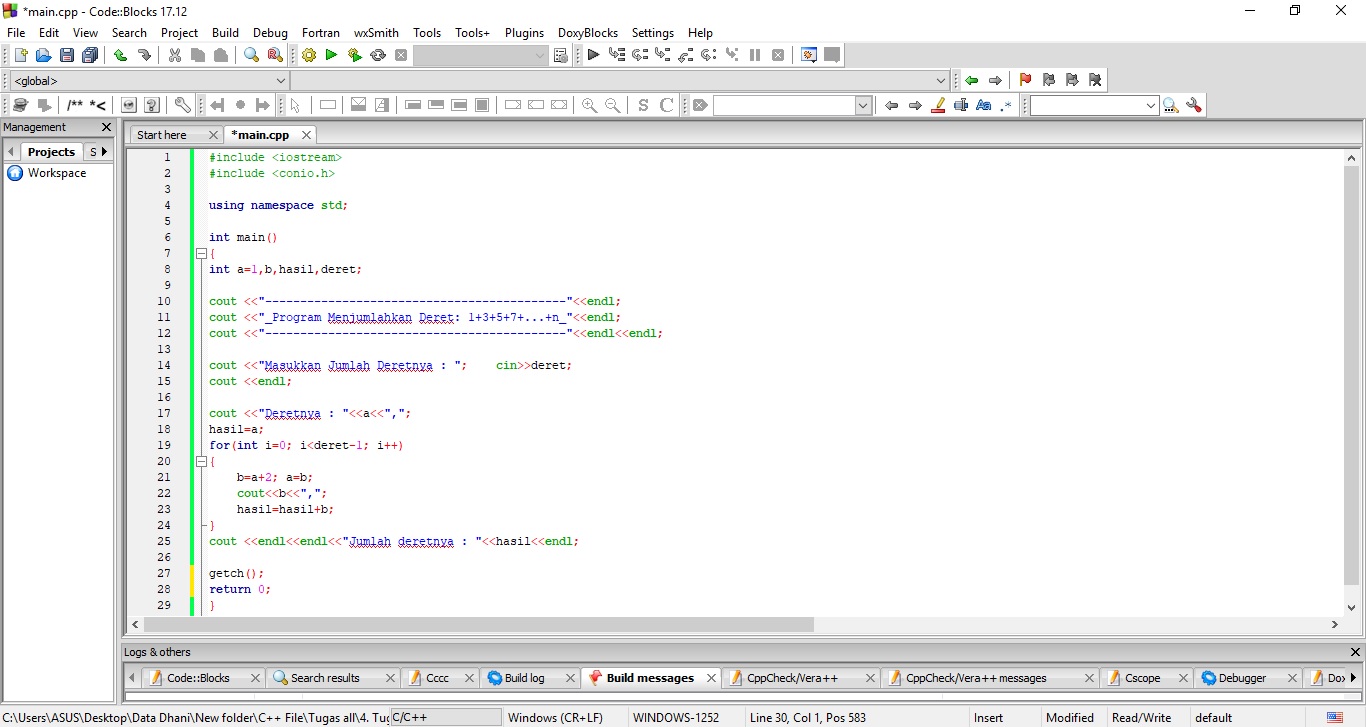 *main.cpp - Code::Blocks 17.12
File Edit View Search Project Build Debug Fortran wxSmith Tools Tools+ Plugins DoxyBlocks Settings Help
<global>
/** *<
S C
Aa .*
Management
Start here *main.cpp
Projects S
Workspace
1 #include <iostream>
2 #include <conio.h>
3
4 using namespace std;
5
6 int main()
7 {
8 int a=1,b,hasil,deret;
9
10 cout <<"-------------------------------------------"<<endl;
11 cout <<"_Program Menjumlahkan Deret: 1+3+5+7+...+n_"<<endl;
12 cout <<"-------------------------------------------"<<endl<<endl;
13
14 cout <<"Masukkan Jumlah Deretnya : ";    cin>>deret;
15 cout <<endl;
16
17 cout <<"Deretnya : "<<a<<",";
18 hasil=a;
19 for(int i=0; i<deret-1; i++)
20 {
21     b=a+2; a=b;
22     cout<<b<<",";
23     hasil=hasil+b;
24 }
25 cout <<endl<<endl<<"Jumlah deretnya : "<<hasil<<endl;
26
27 getch();
28 return 0;
29 }
Logs & others
Code::Blocks Search results Cccc Build log Build messages CppCheck/Vera++ CppCheck/Vera++ messages Cscope Debugger Dox
C:\Users\ASUS\Desktop\Data Dhani\New folder\C++ File\Tugas all\4. Tug C/C++ Windows (CR+LF) WINDOWS-1252 Line 30, Col 1, Pos 583 Insert Modified Read/Write default